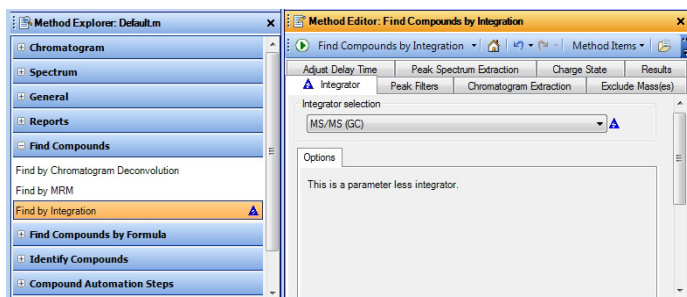 Method Explorer: Default.m
Chromatogram
Spectrum
General
Reports
Find Compounds
Find by Chromatogram Deconvolution
Find by MRM
Find by Integration
Find Compounds by Formula
Identify Compounds
Compound Automation Steps
Method Editor: Find Compounds by Integration
Find Compounds by Integration
Method Items
Adjust Delay Time Peak Spectrum Extraction Charge State Results
Integrator Peak Filters Chromatogram Extraction Exclude Mass(es)
Integrator selection
MS/MS (GC)
Options
This is a parameter less integrator.